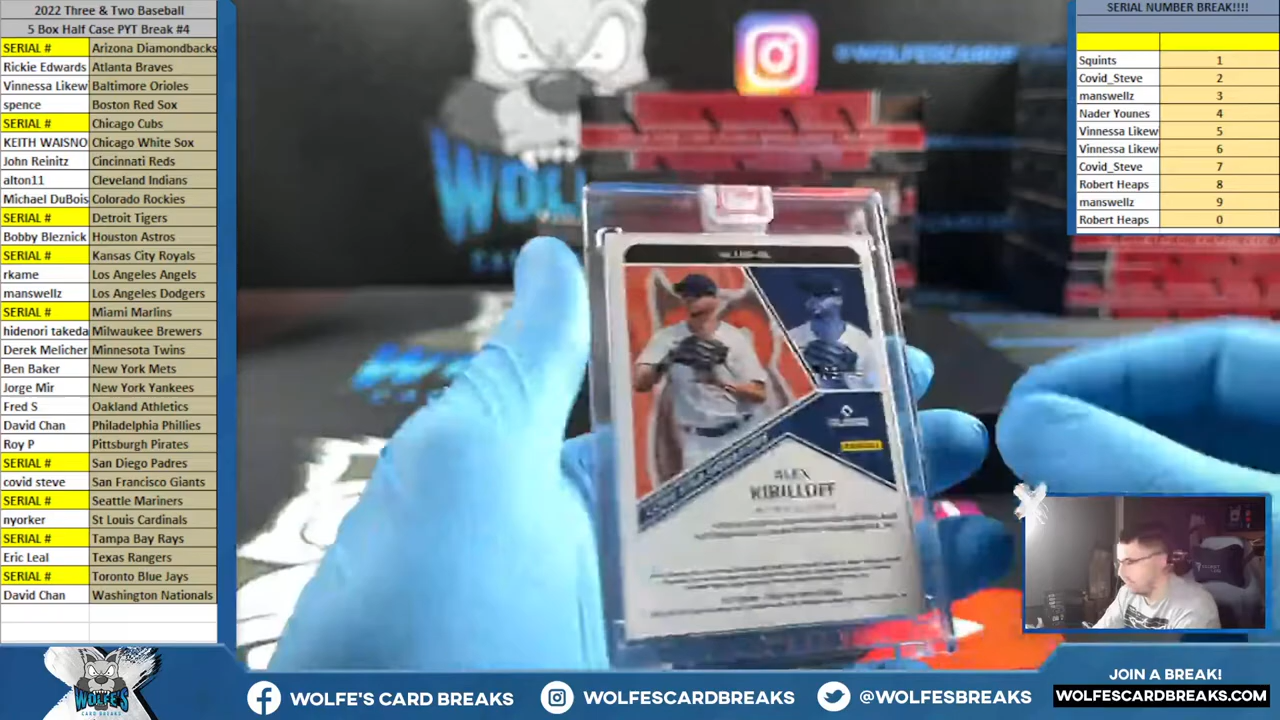 2022 Three & Two Baseball
5 Box Half Case PYT Break #4
SERIAL # Arizona Diamondbacks
Rickie Edwards Atlanta Braves
Vinnessa Likew Baltimore Orioles
spence Boston Red Sox
SERIAL # Chicago Cubs
KEITH WAISNO Chicago White Sox
John Reinitz Cincinnati Reds
alton11 Cleveland Indians
Michael DuBois Colorado Rockies
SERIAL # Detroit Tigers
Bobby Bleznick Houston Astros
SERIAL # Kansas City Royals
rkame Los Angeles Angels
manswellz Los Angeles Dodgers
SERIAL # Miami Marlins
hidenori takeda Milwaukee Brewers
Derek Melicher Minnesota Twins
Ben Baker New York Mets
Jorge Mir New York Yankees
Fred S Oakland Athletics
David Chan Philadelphia Phillies
Roy P Pittsburgh Pirates
SERIAL # San Diego Padres
covid steve San Francisco Giants
SERIAL # Seattle Mariners
nyorker St Louis Cardinals
SERIAL # Tampa Bay Rays
Eric Leal Texas Rangers
SERIAL # Toronto Blue Jays
David Chan Washington Nationals
SERIAL NUMBER BREAK!!!!
Squints 1
Covid_Steve 2
manswellz 3
Nader Younes 4
Vinnessa Likew 5
Vinnessa Likew 6
Covid_Steve 7
Robert Heaps 8
manswellz 9
Robert Heaps 0
@WOLFESCARDBREAKS
WOLF
ALEX
KIRILLOFF
WOLFE'S
CARD BREAKS
WOLFE'S CARD BREAKS
WOLFESCARDBREAKS
@WOLFESBREAKS
JOIN A BREAK!
WOLFESCARDBREAKS.COM